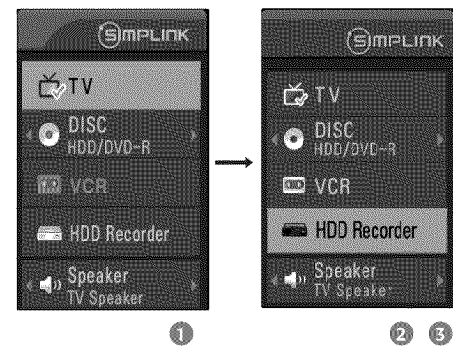 SIMPLINK
TV
DISC
HDD/DVD-R
VCR
HDD Recorder
Speaker
TV Speaker
1
SIMPLINK
TV
DISC
HDD/DVD-R
VCR
HDD Recorder
Speaker
TV Speaker
2 3